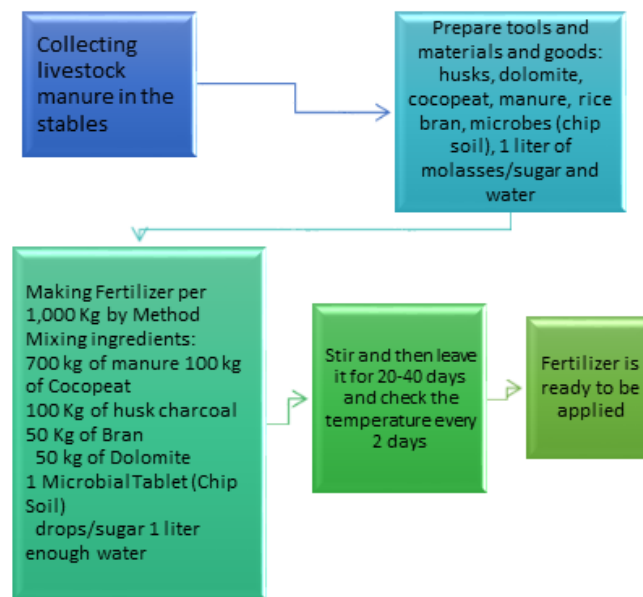 Collecting
livestock
manure in the
stables
Prepare tools and
materials and goods:
husks, dolomite,
cocopeat, manure, rice
bran, microbes (chip
soil), 1 liter of
molasses/sugar and
water
Making Fertilizer per
1,000 Kg by Method
Mixing ingredients:
700 kg of manure 100 kg
of Cocopeat
100 Kg of husk charcoal
50 Kg of Bran
50 kg of Dolomite
1 Microbial Tablet (Chip
Soil)
drops/sugar 1 liter
enough water
Stir and then leave
it for 20-40 days
and check the
temperature every
2 days
Fertilizer is
ready to be
applied